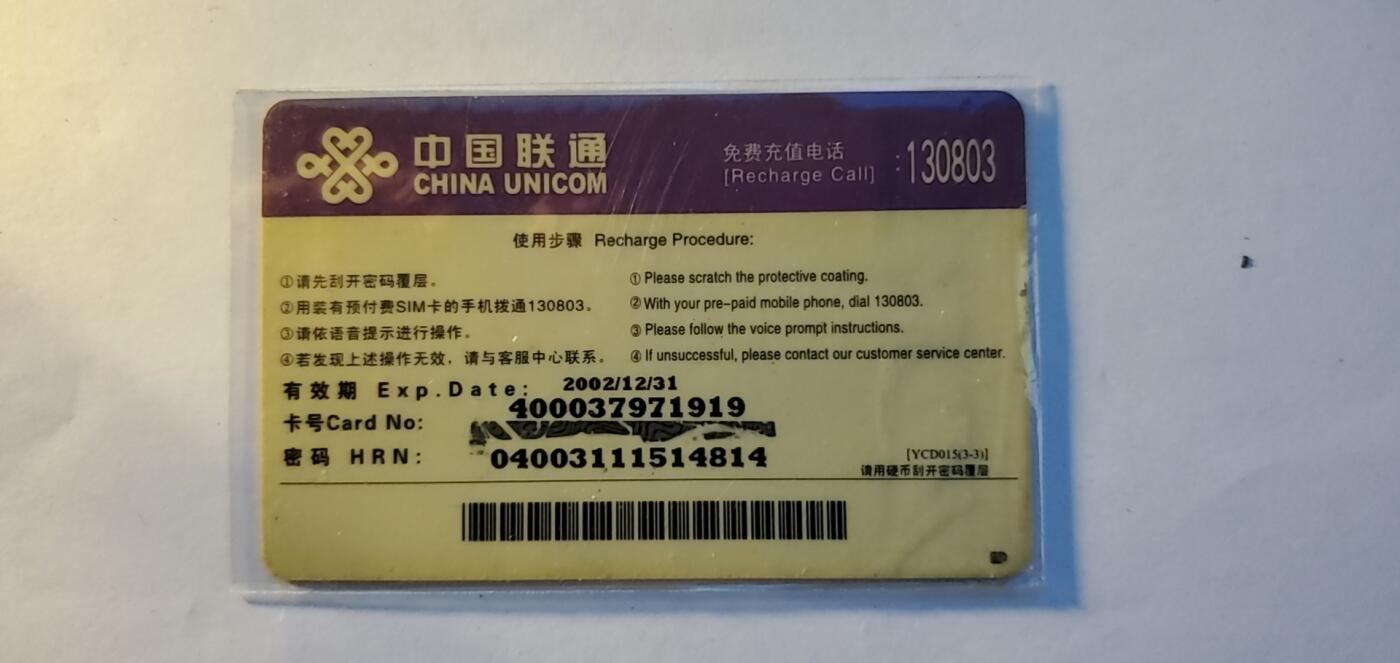 中国联通
CHINA UNICOM
免费充值电话
[Recharge Call]
:130803
使用步骤 Recharge Procedure:
①请先刮开密码覆层。
②用装有预付费SIM卡的手机拨通130803。
③请依语音提示进行操作。
④若发现上述操作无效，请与客服中心联系。
① Please scratch the protective coating.
② With your pre-paid mobile phone, dial 130803.
③ Please follow the voice prompt instructions.
④ If unsuccessful, please contact our customer service center.
有效期 Exp.Date: 2002/12/31
卡号Card No: 400037971919
密码 HRN: 04003111514814
[YCD015(3-3)]
请用硬币刮开密码覆层